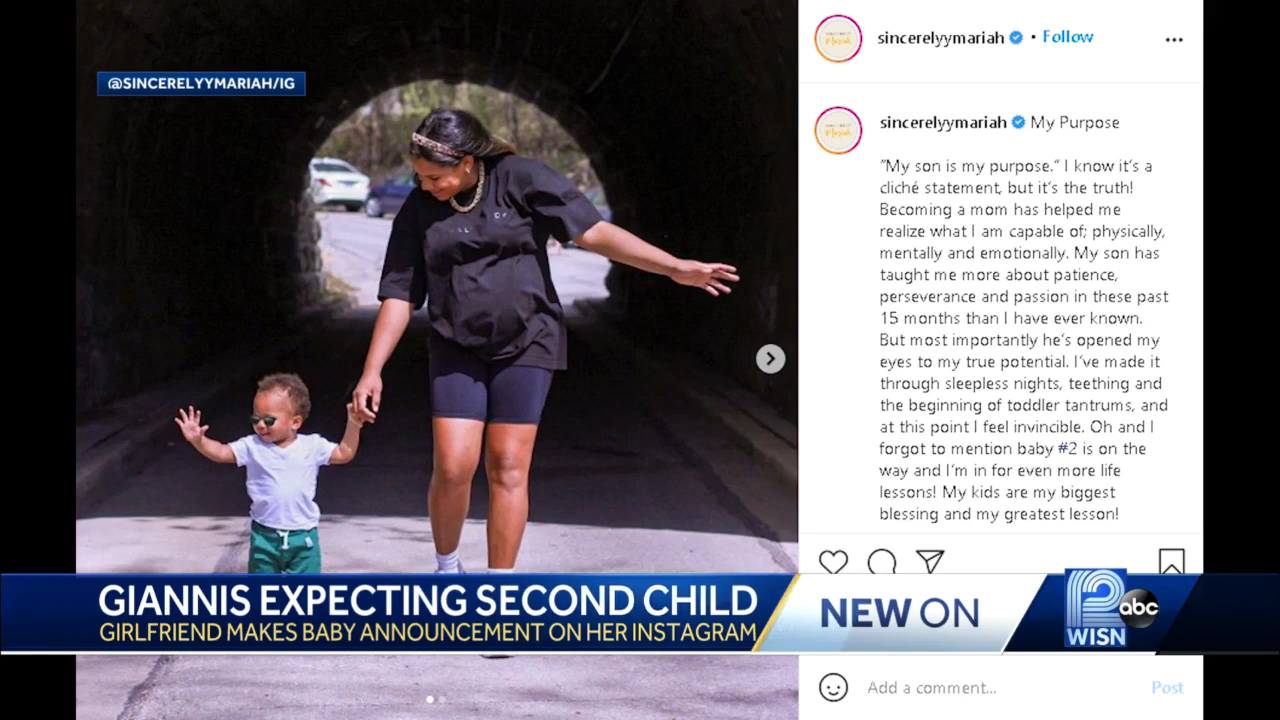 @SINCERELYYMARIAH/IG
sincerelyymariah • Follow
sincerelyymariah My Purpose
"My son is my purpose." I know it's a
cliché statement, but it's the truth!
Becoming a mom has helped me
realize what I am capable of; physically,
mentally and emotionally. My son has
taught me more about patience,
perseverance and passion in these past
15 months than I have ever known.
But most importantly he's opened my
eyes to my true potential. I've made it
through sleepless nights, teething and
the beginning of toddler tantrums, and
at this point I feel invincible. Oh and I
forgot to mention baby #2 is on the
way and I'm in for even more life
lessons! My kids are my biggest
blessing and my greatest lesson!
GIANNIS EXPECTING SECOND CHILD
GIRLFRIEND MAKES BABY ANNOUNCEMENT ON HER INSTAGRAM
NEW ON
12
abc
WISN
Add a comment...
Post